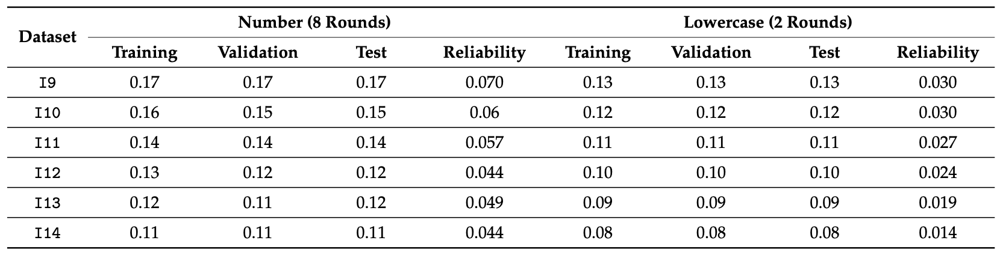 Number (8 Rounds) Lowercase (2 Rounds)
Dataset
Training Validation Test Reliability Training Validation Test Reliability
I9 0.17 0.17 0.17 0.070 0.13 0.13 0.13 0.030
I10 0.16 0.15 0.15 0.06 0.12 0.12 0.12 0.030
I11 0.14 0.14 0.14 0.057 0.11 0.11 0.11 0.027
I12 0.13 0.12 0.12 0.044 0.10 0.10 0.10 0.024
I13 0.12 0.11 0.12 0.049 0.09 0.09 0.09 0.019
I14 0.11 0.11 0.11 0.044 0.08 0.08 0.08 0.014